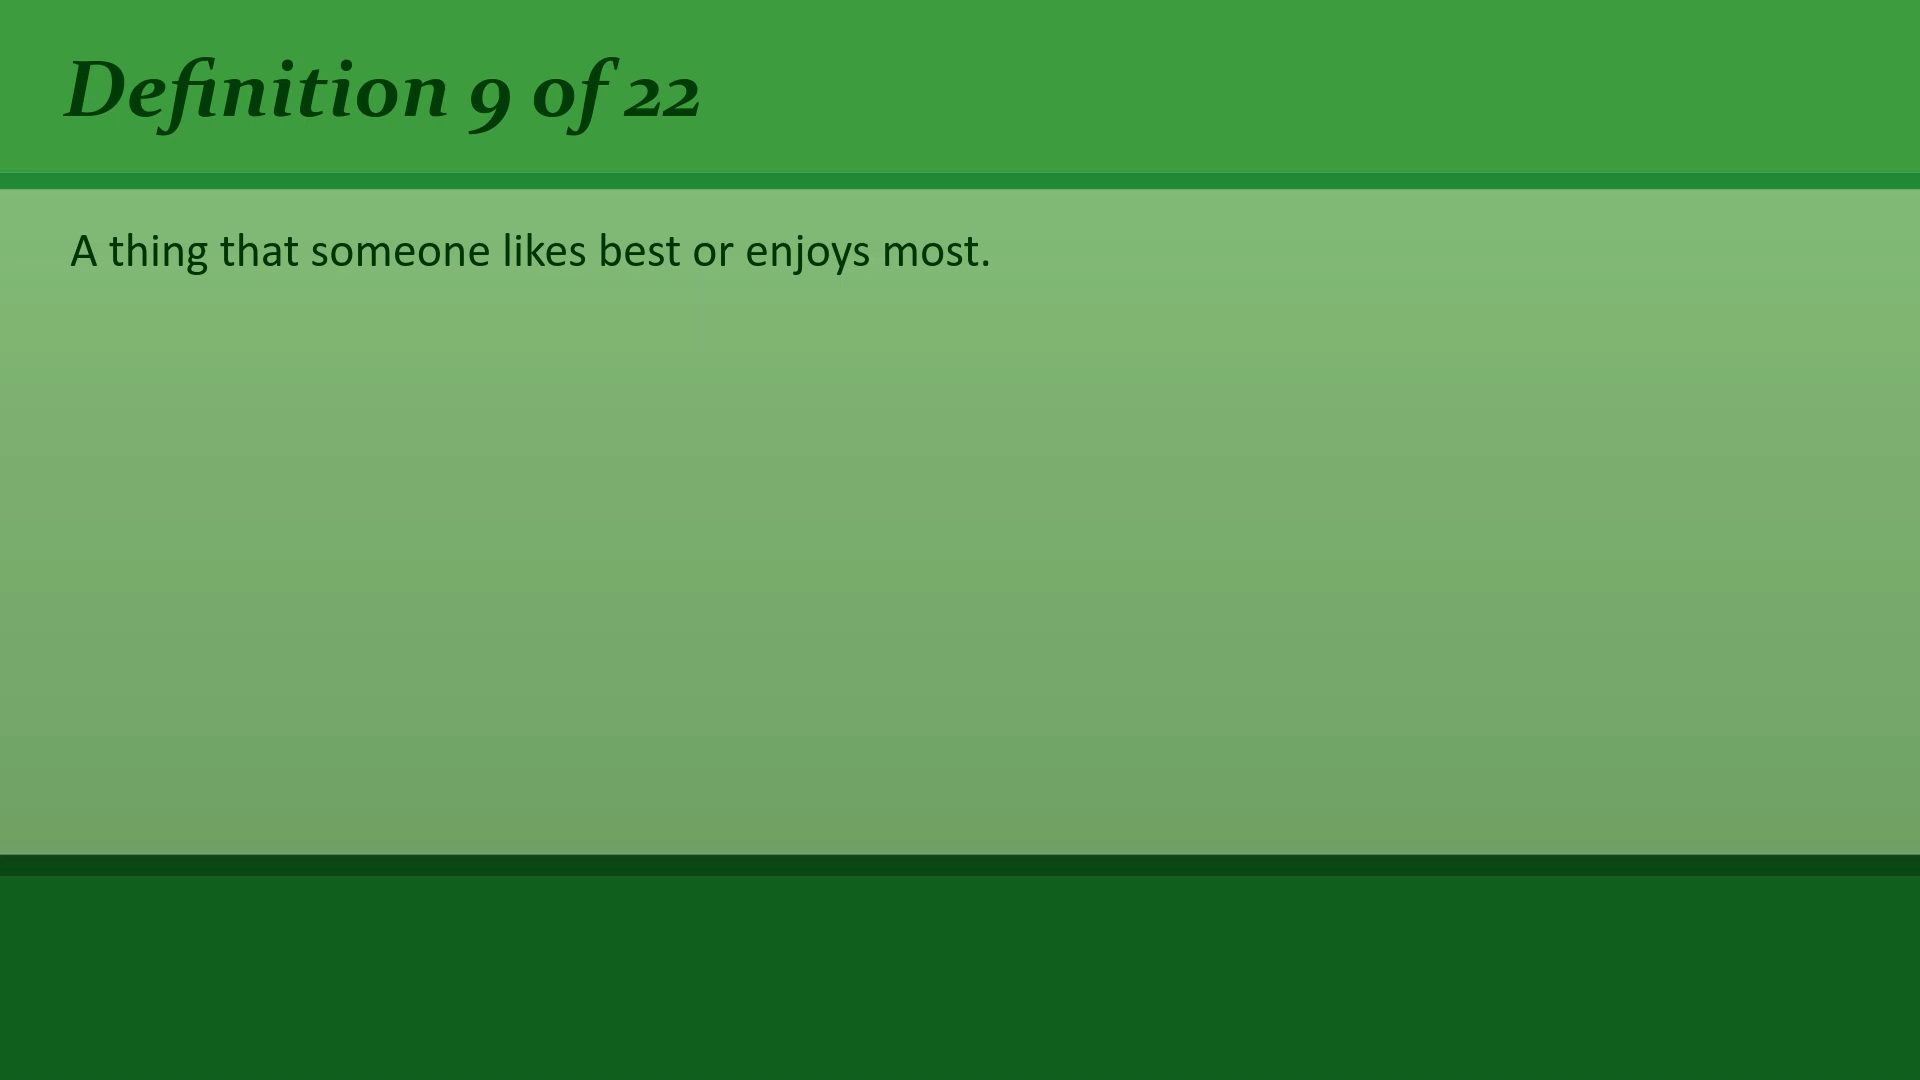 Definition 9 of 22
A thing that someone likes best or enjoys most.